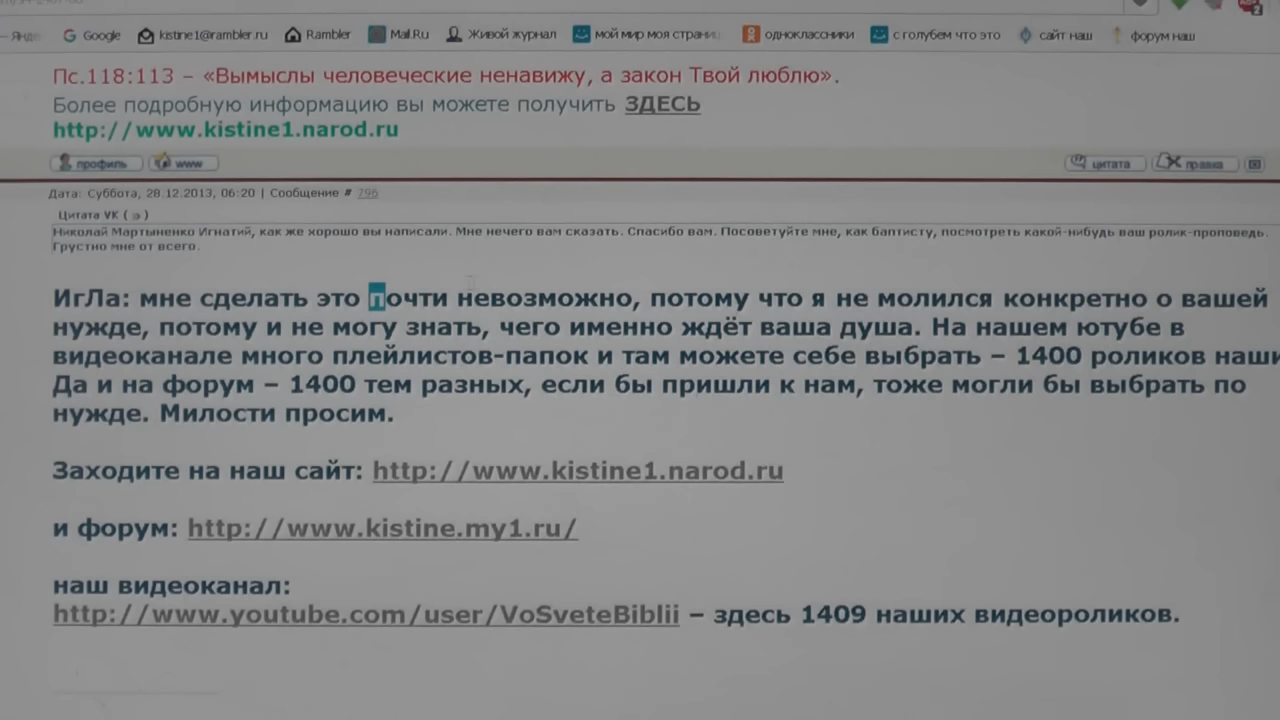 Google kistine1@rambler.ru Rambler Mail.Ru Живой журнал мой мир моя страниц одноклассники с голубем что это сайт наш форум наш
Пс.118:113 – «Вымыслы человеческие ненавижу, а закон Твой люблю».
Более подробную информацию вы можете получить ЗДЕСЬ
http://www.kistine1.narod.ru
профиль www цитата правка
Дата: Суббота, 28.12.2013, 06:20 | Сообщение # 796
Цитата VK ( )
Николай Мартыненко Игнатий, как же хорошо вы написали. Мне нечего вам сказать. Спасибо вам. Посоветуйте мне, как баптисту, посмотреть какой-нибудь ваш ролик-проповедь.
Грустно мне от всего.
ИгЛа: мне сделать это почти невозможно, потому что я не молился конкретно о вашей
нужде, потому и не могу знать, чего именно ждёт ваша душа. На нашем ютубе в
видеоканале много плейлистов-папок и там можете себе выбрать – 1400 роликов наши
Да и на форум – 1400 тем разных, если бы пришли к нам, тоже могли бы выбрать по
нужде. Милости просим.
Заходите на наш сайт: http://www.kistine1.narod.ru
и форум: http://www.kistine.my1.ru/
наш видеоканал:
http://www.youtube.com/user/VoSveteBiblii – здесь 1409 наших видеороликов.